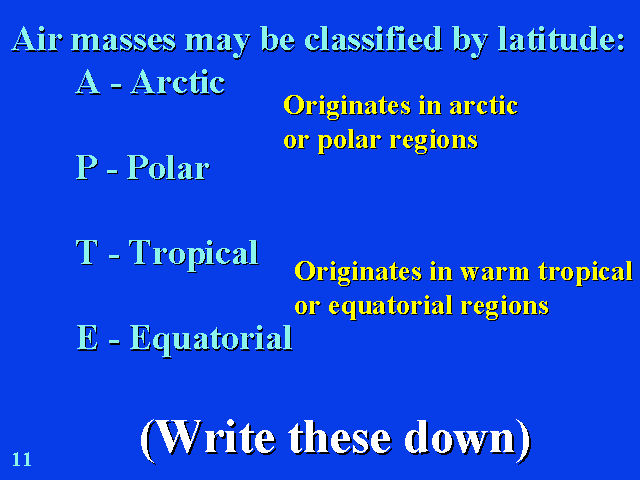 Air masses may be classified by latitude:
A - Arctic
Originates in arctic
or polar regions
P - Polar
T - Tropical
Originates in warm tropical
or equatorial regions
E - Equatorial
(Write these down)
11